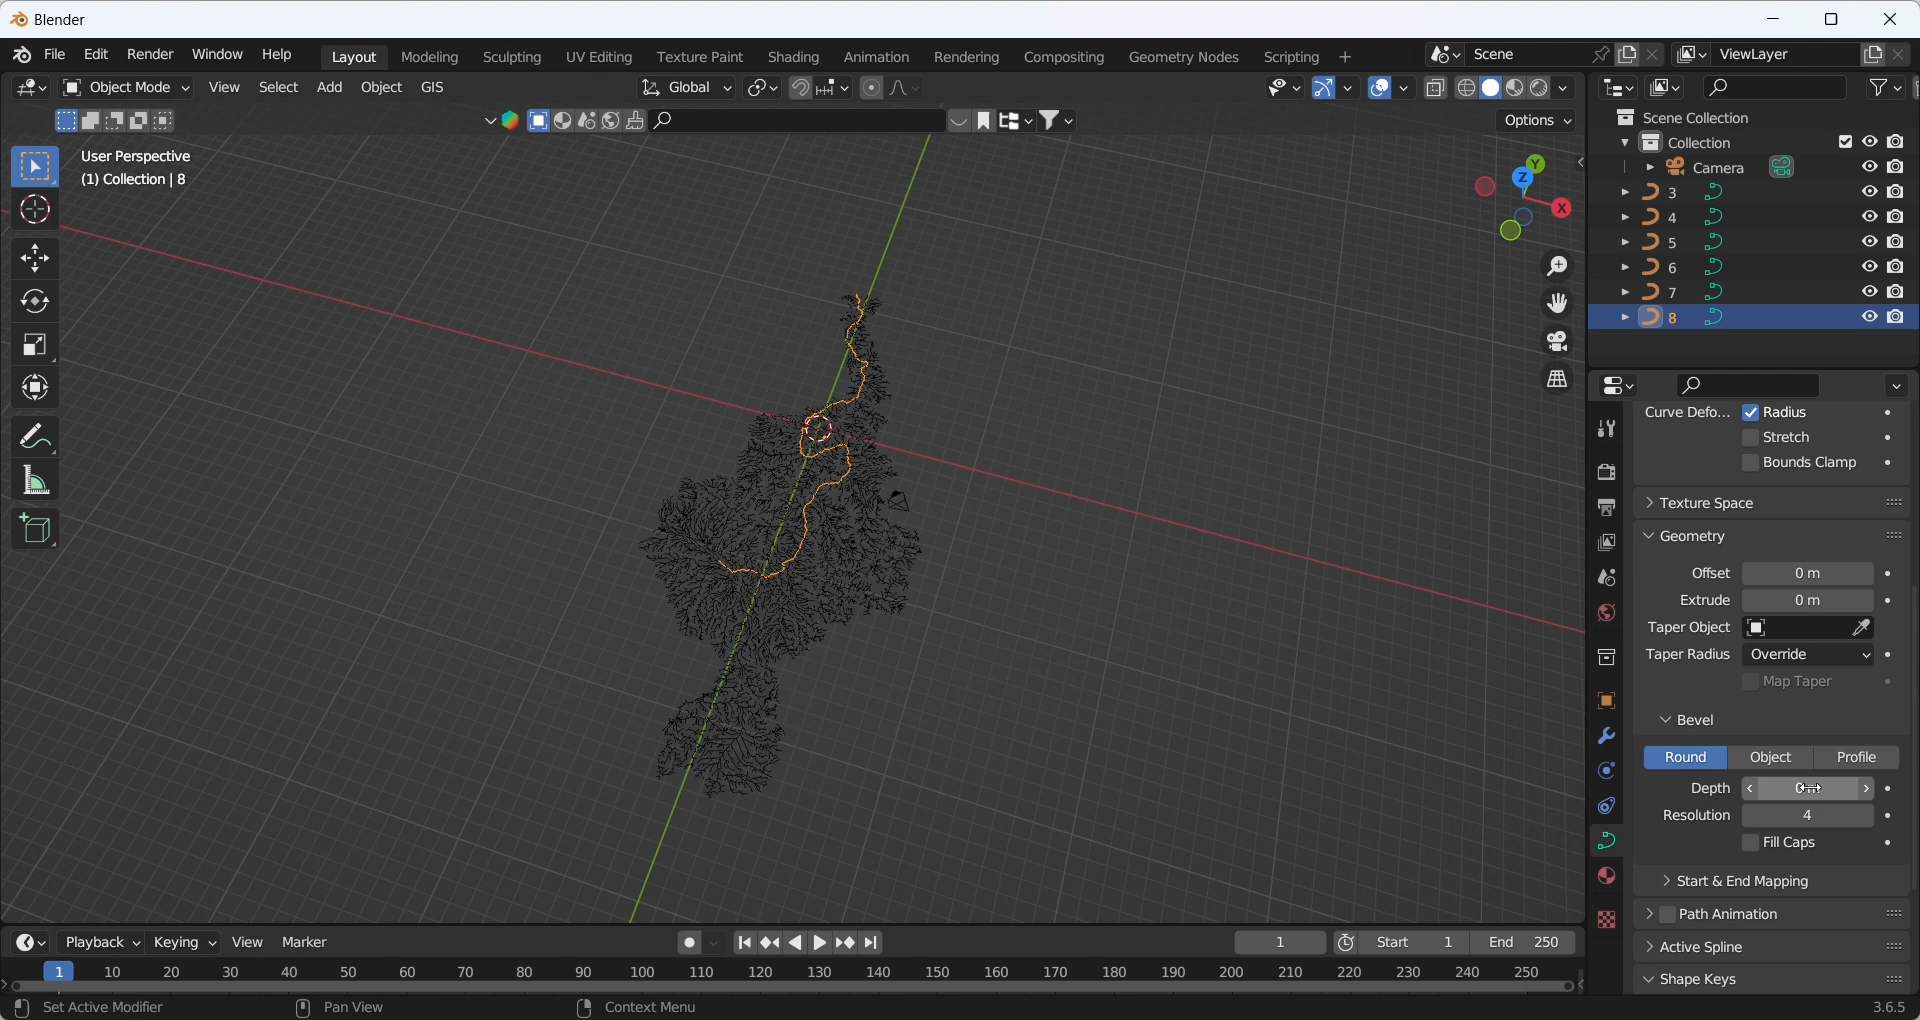 Blender
File Edit Render Window Help Layout Modeling Sculpting UV Editing Texture Paint Shading Animation Rendering Compositing Geometry Nodes Scripting + Scene ViewLayer
Object Mode View Select Add Object GIS Global
Options
User Perspective
(1) Collection | 8
Y
Z
X
Scene Collection
Collection
Camera
3
4
5
6
7
8
Curve Defo... Radius
Stretch
Bounds Clamp
Texture Space
Geometry
Offset 0 m
Extrude 0 m
Taper Object
Taper Radius Override
Map Taper
Bevel
Round Object Profile
Depth
Resolution 4
Fill Caps
Start & End Mapping
Path Animation
Active Spline
Shape Keys
Playback Keying View Marker 1 Start 1 End 250
1 10 20 30 40 50 60 70 80 90 100 110 120 130 140 150 160 170 180 190 200 210 220 230 240 250
Set Active Modifier Pan View Context Menu 3.6.5